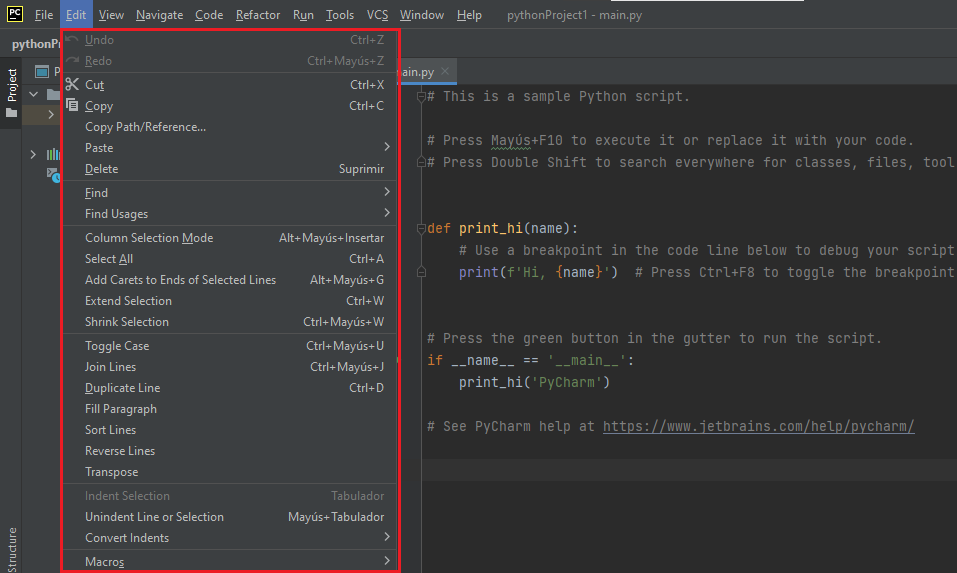 PC File Edit View Navigate Code Refactor Run Tools VCS Window Help pythonProject1 - main.py
Project
Structure
Undo Ctrl+Z
Redo Ctrl+Mayús+Z
Cut Ctrl+X
Copy Ctrl+C
Copy Path/Reference...
Paste
Delete Suprimir
Find
Find Usages
Column Selection Mode Alt+Mayús+Insertar
Select All Ctrl+A
Add Carets to Ends of Selected Lines Alt+Mayús+G
Extend Selection Ctrl+W
Shrink Selection Ctrl+Mayús+W
Toggle Case Ctrl+Mayús+U
Join Lines Ctrl+Mayús+J
Duplicate Line Ctrl+D
Fill Paragraph
Sort Lines
Reverse Lines
Transpose
Indent Selection Tabulador
Unindent Line or Selection Mayús+Tabulador
Convert Indents
Macros
# This is a sample Python script.
# Press Mayús+F10 to execute it or replace it with your code.
# Press Double Shift to search everywhere for classes, files, tool
def print_hi(name):
# Use a breakpoint in the code line below to debug your script
print(f'Hi, {name}') # Press Ctrl+F8 to toggle the breakpoint
# Press the green button in the gutter to run the script.
if __name__ == '__main__':
print_hi('PyCharm')
# See PyCharm help at https://www.jetbrains.com/help/pycharm/